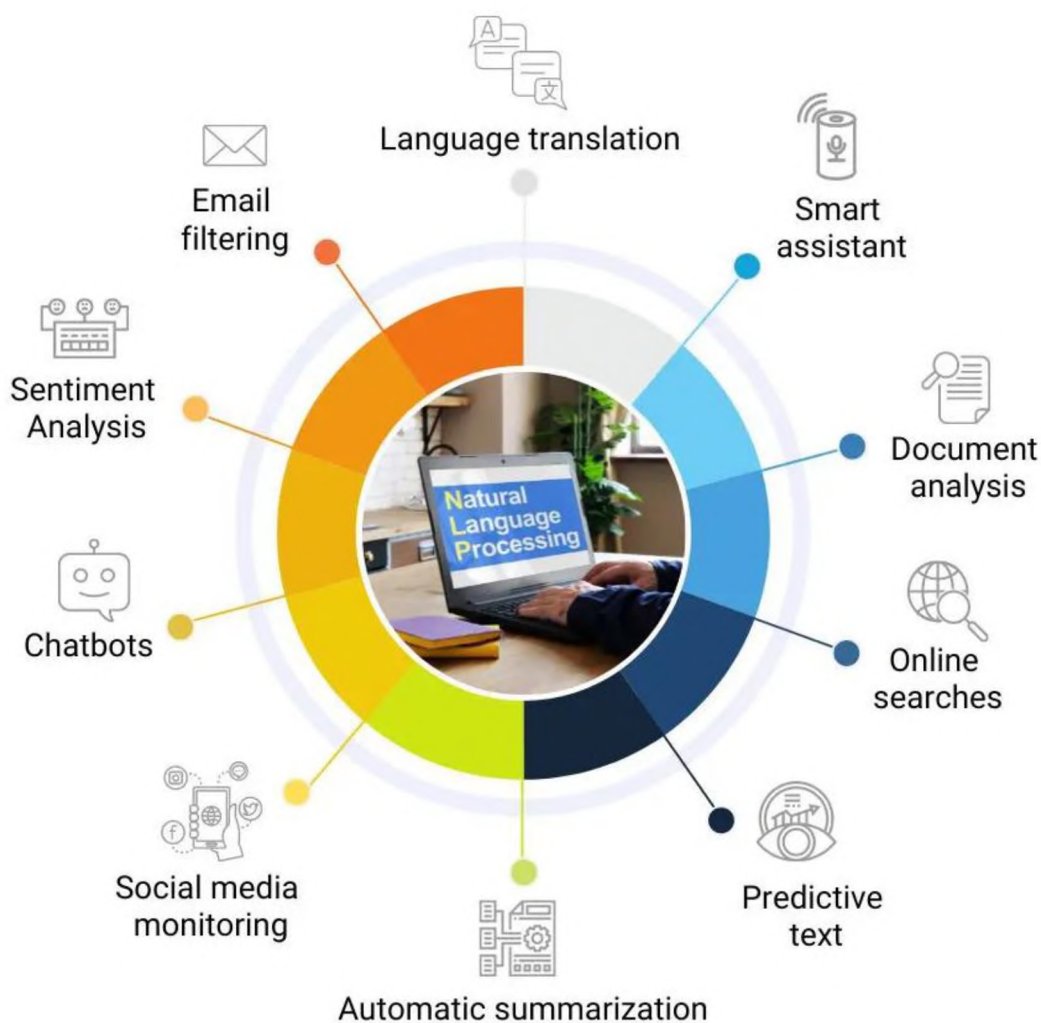 A
文
Language translation
Smart
assistant
Document
analysis
Online
searches
Predictive
text
Automatic summarization
Social media
monitoring
f
Chatbots
Sentiment
Analysis
Email
filtering
Natural
Language
Processing